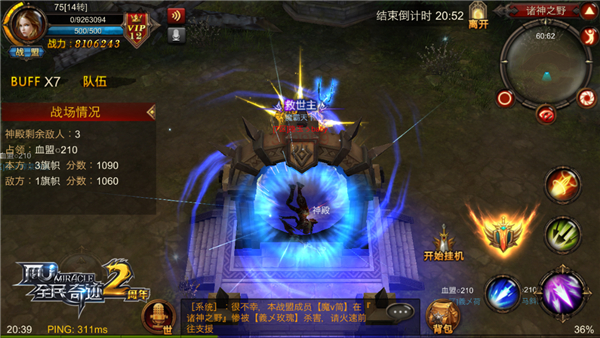 75[14转]
0/9263094
500/500
战盟
战力:8106243
VIP
12
结束倒计时 20:52
离开
诸神之野
60:62
BUFF X7 队伍
战场情况
神殿剩余敌人:3
占领:血盟○210
本方:3旗帜 分数:1090
敌方:1旗帜 分数:1060
救世主
神殿
开始挂机
血盟○210
MU MIRACLE
全民奇迹
2周年
[系统]:很不幸,本战盟成员【魔v简】在『
诸神之野』惨被【義メ玫瑰】杀害,请火速前
往支援
世
背包
20:39
PING: 311ms
36%